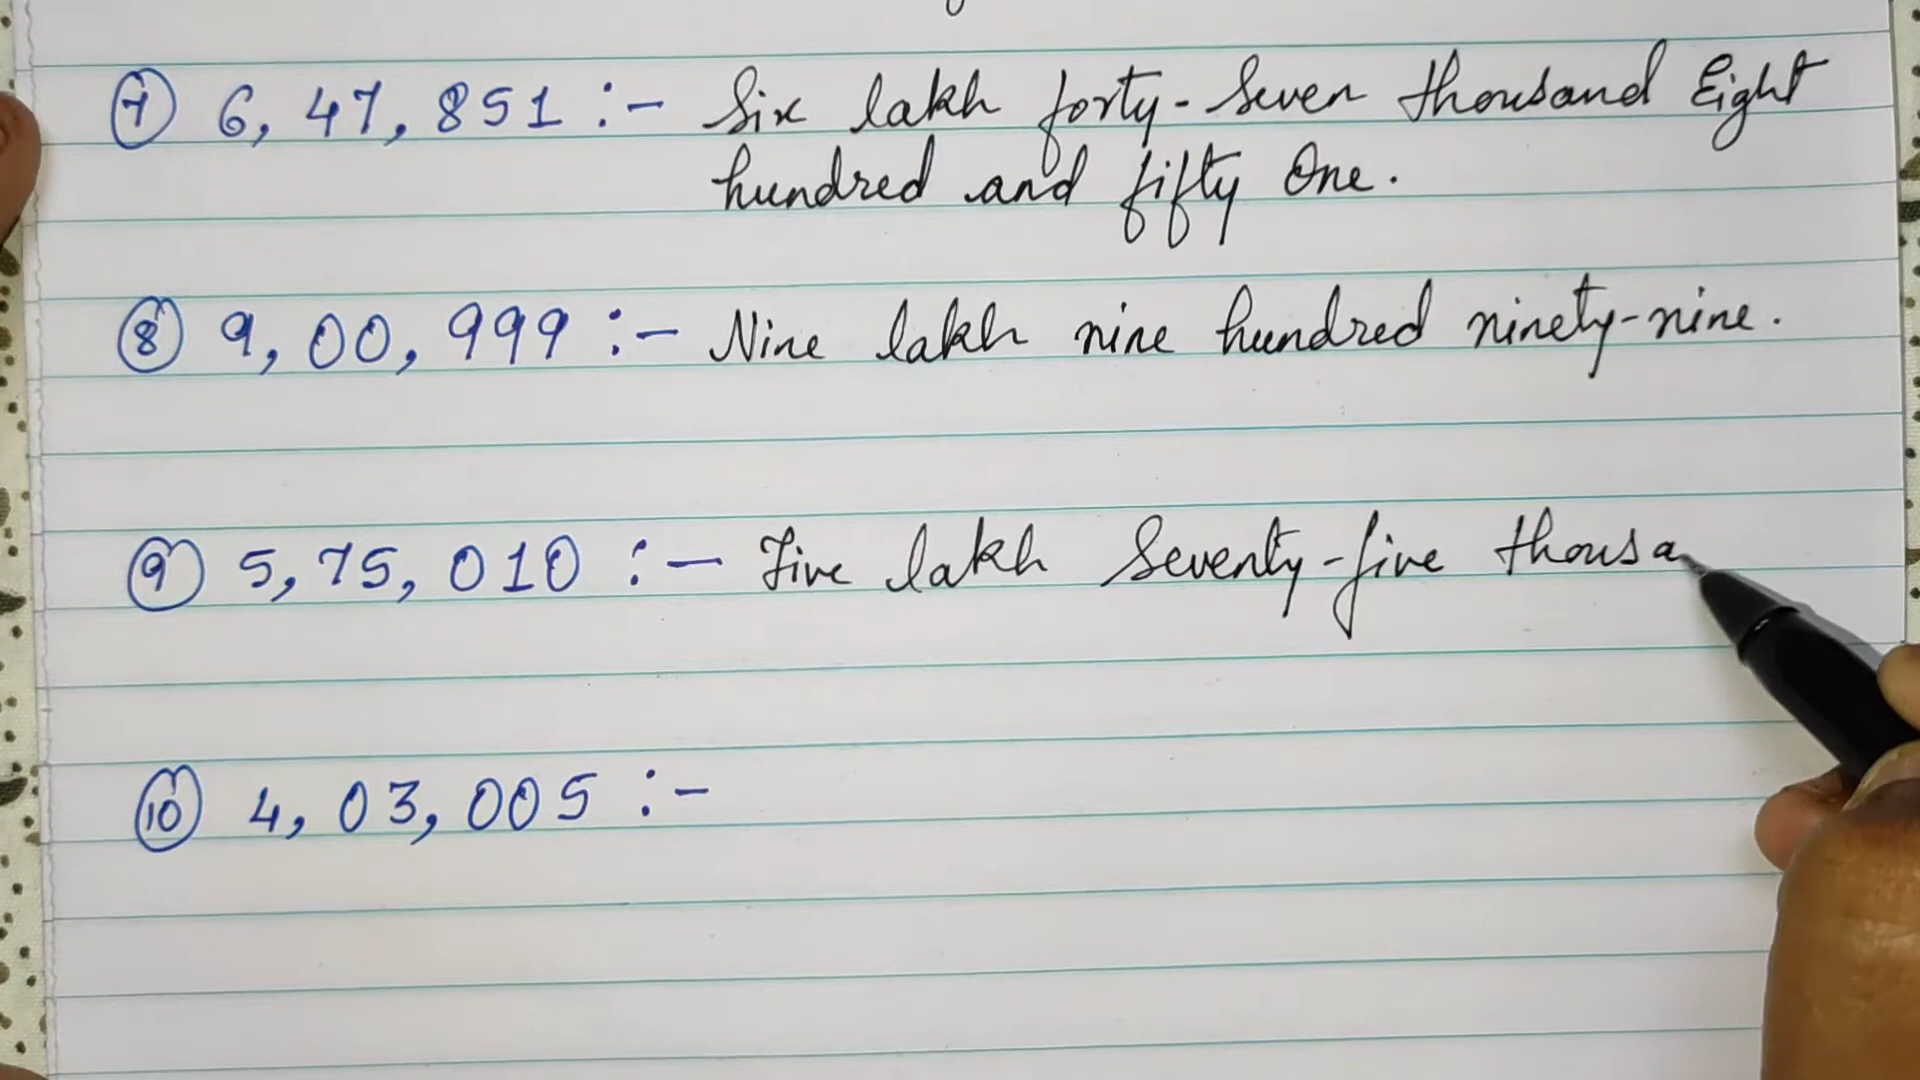 7 6,47,851 :- Six lakh forty-seven thousand Eight
hundred and fifty One.
8 9,00,999 :- Nine lakh nine hundred ninety-nine.
9 5,75,010 :- Five lakh Seventy-five thousa
10 4,03,005 :-